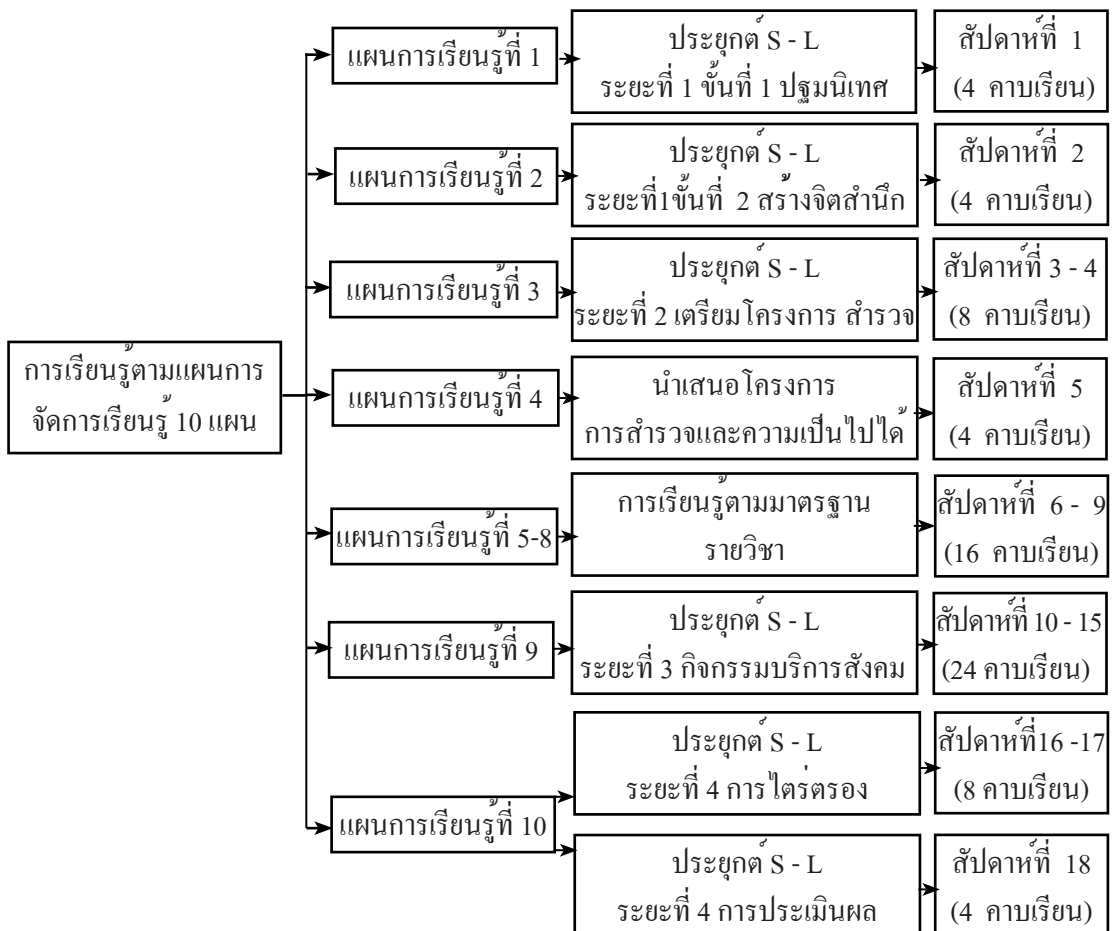 แผนการเรียนรู้ที่ 1
ประยุกต์ S - L
ระยะที่ 1 ขั้นที่ 1 ปฐมนิเทศ
สัปดาห์ที่ 1
(4 คาบเรียน)
แผนการเรียนรู้ที่ 2
ประยุกต์ S - L
ระยะที่1ขั้นที่ 2 สร้างจิตสำนึก
สัปดาห์ที่ 2
(4 คาบเรียน)
แผนการเรียนรู้ที่ 3
ประยุกต์ S - L
ระยะที่ 2 เตรียมโครงการ สำรวจ
สัปดาห์ที่ 3 - 4
(8 คาบเรียน)
การเรียนรู้ตามแผนการ
จัดการเรียนรู้ 10 แผน
แผนการเรียนรู้ที่ 4
นำเสนอโครงการ
การสำรวจและความเป็นไปได้
สัปดาห์ที่ 5
(4 คาบเรียน)
แผนการเรียนรู้ที่ 5-8
การเรียนรู้ตามมาตรฐาน
รายวิชา
สัปดาห์ที่ 6 - 9
(16 คาบเรียน)
แผนการเรียนรู้ที่ 9
ประยุกต์ S - L
ระยะที่ 3 กิจกรรมบริการสังคม
สัปดาห์ที่ 10 - 15
(24 คาบเรียน)
แผนการเรียนรู้ที่ 10
ประยุกต์ S - L
ระยะที่ 4 การไตร่ตรอง
สัปดาห์ที่16 -17
(8 คาบเรียน)
ประยุกต์ S - L
ระยะที่ 4 การประเมินผล
สัปดาห์ที่ 18
(4 คาบเรียน)